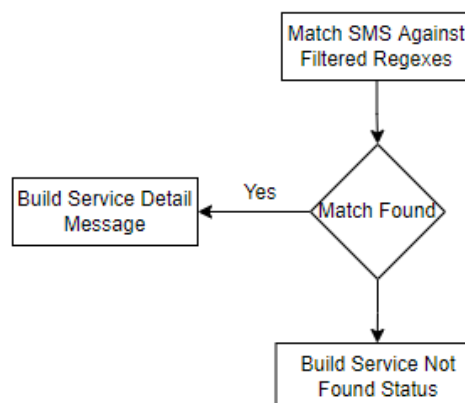 Match SMS Against
Filtered Regexes
Yes
Match Found
Build Service Detail
Message
Build Service Not
Found Status